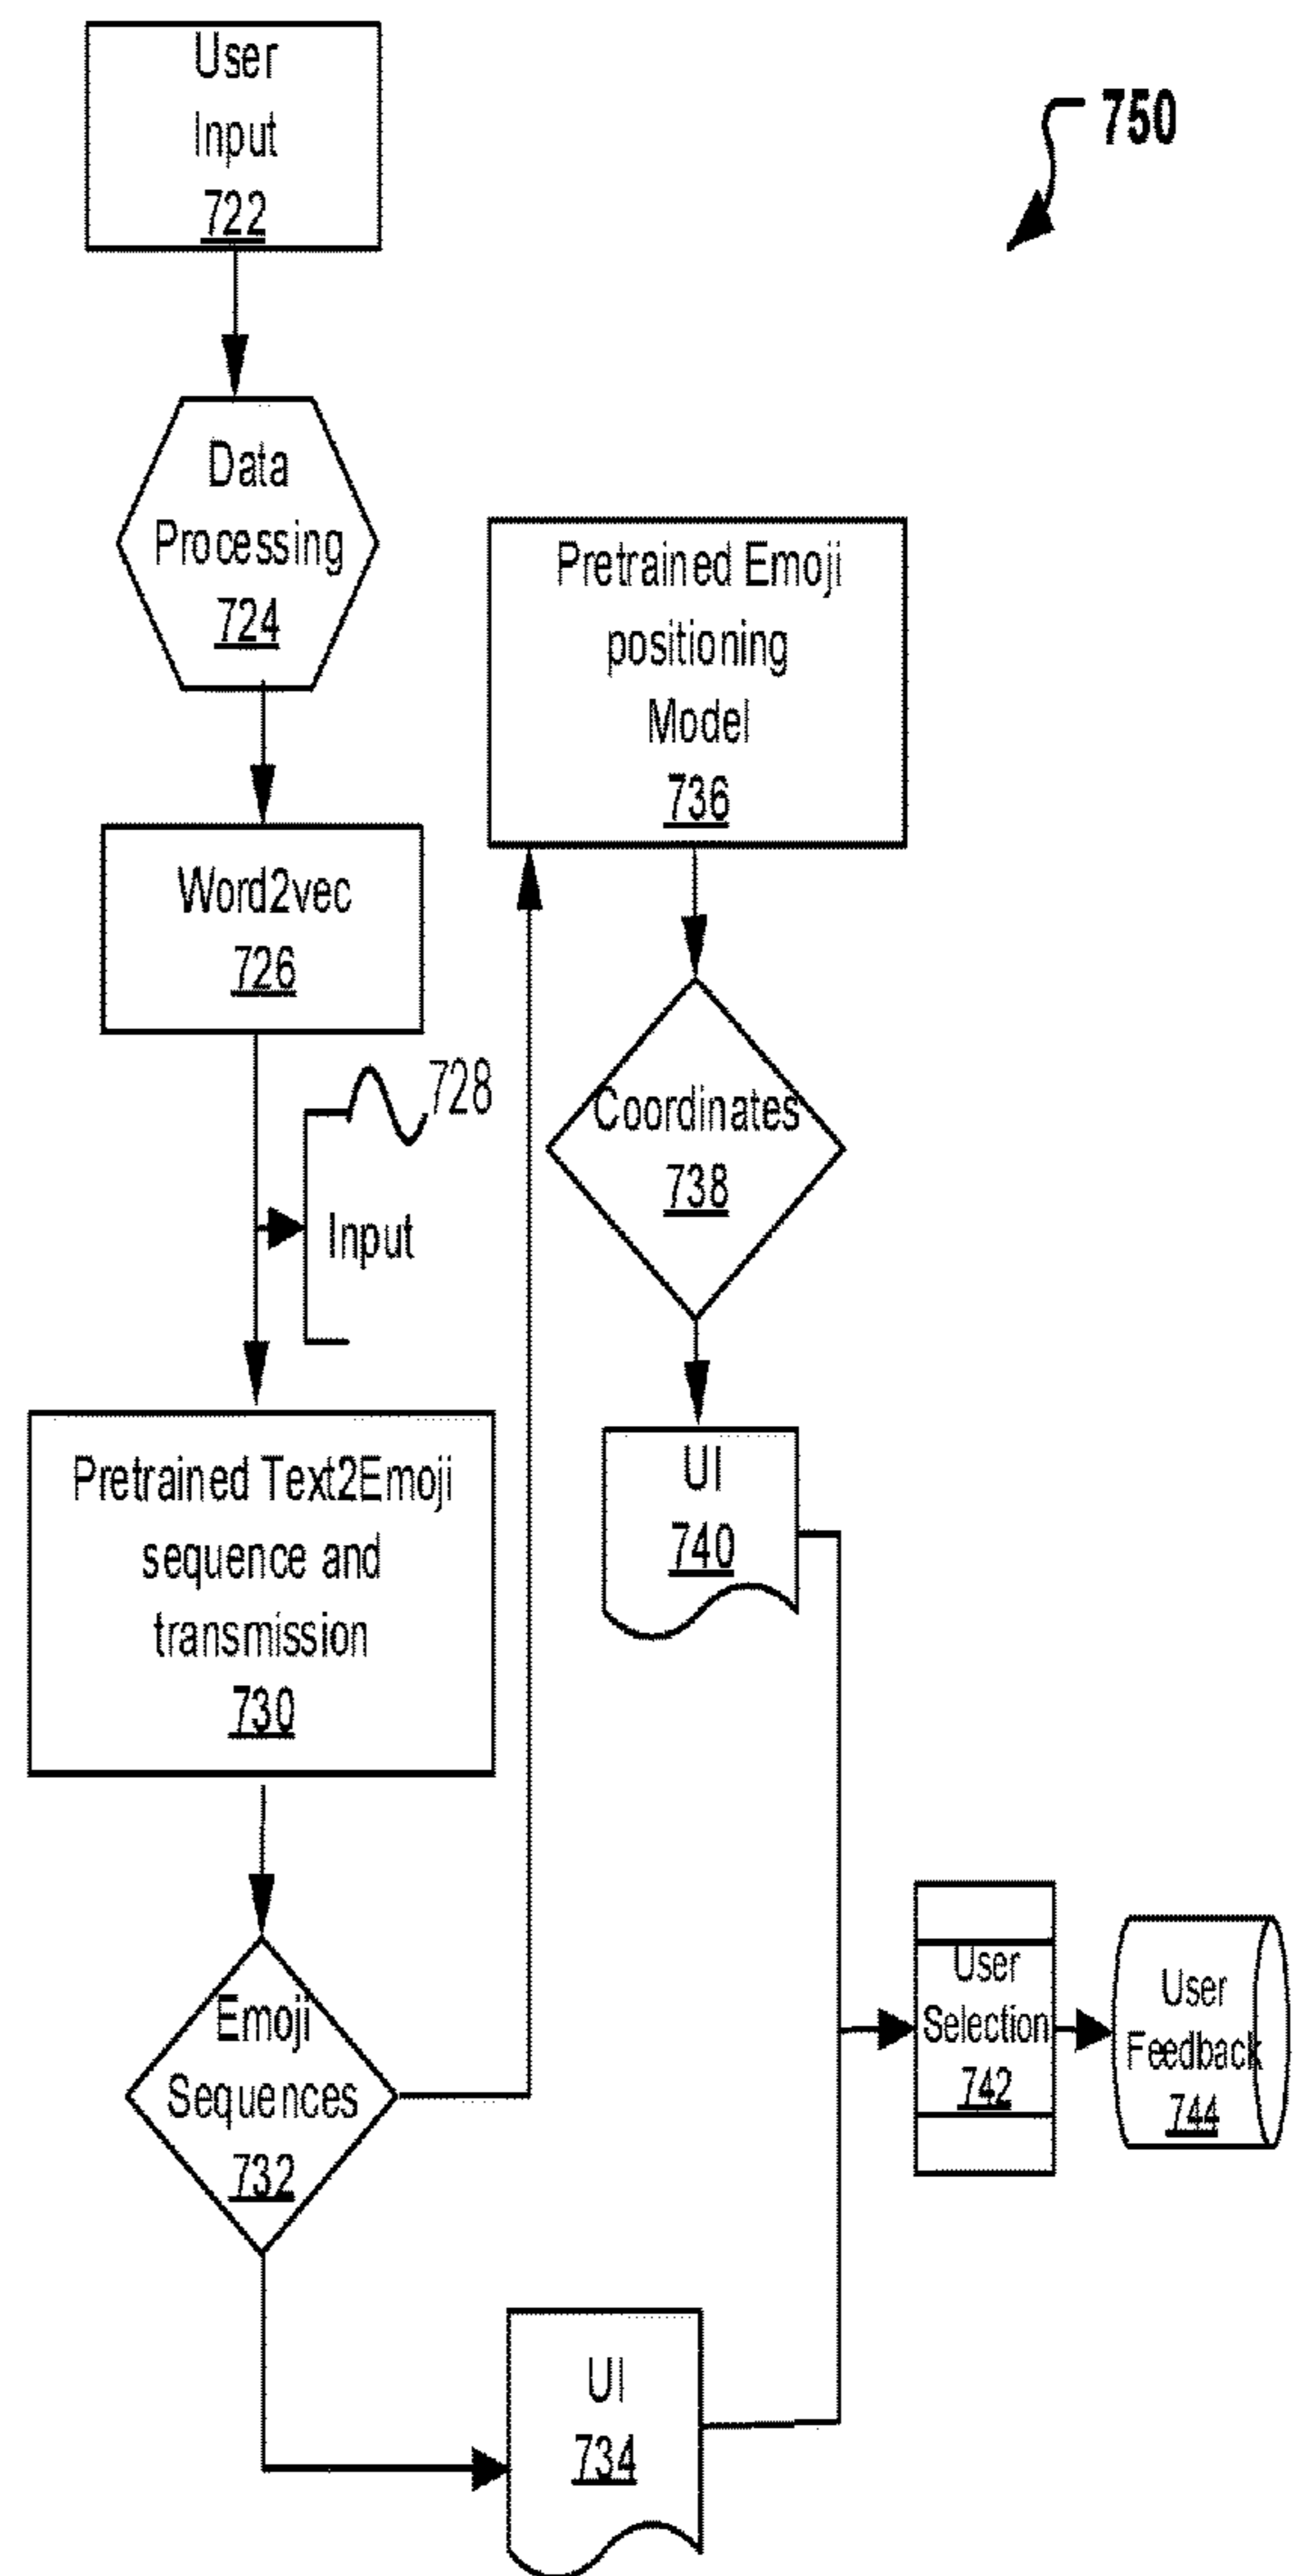 User
Input
722
750
Data
Processing
724
Word2vec
726
728
Input
Pretrained Text2Emoji
sequence and
transmission
730
Emoji
Sequences
732
UI
734
Pretrained Emoji
positioning
Model
736
Coordinates
738
UI
740
User
Selection
742
User
Feedback
744